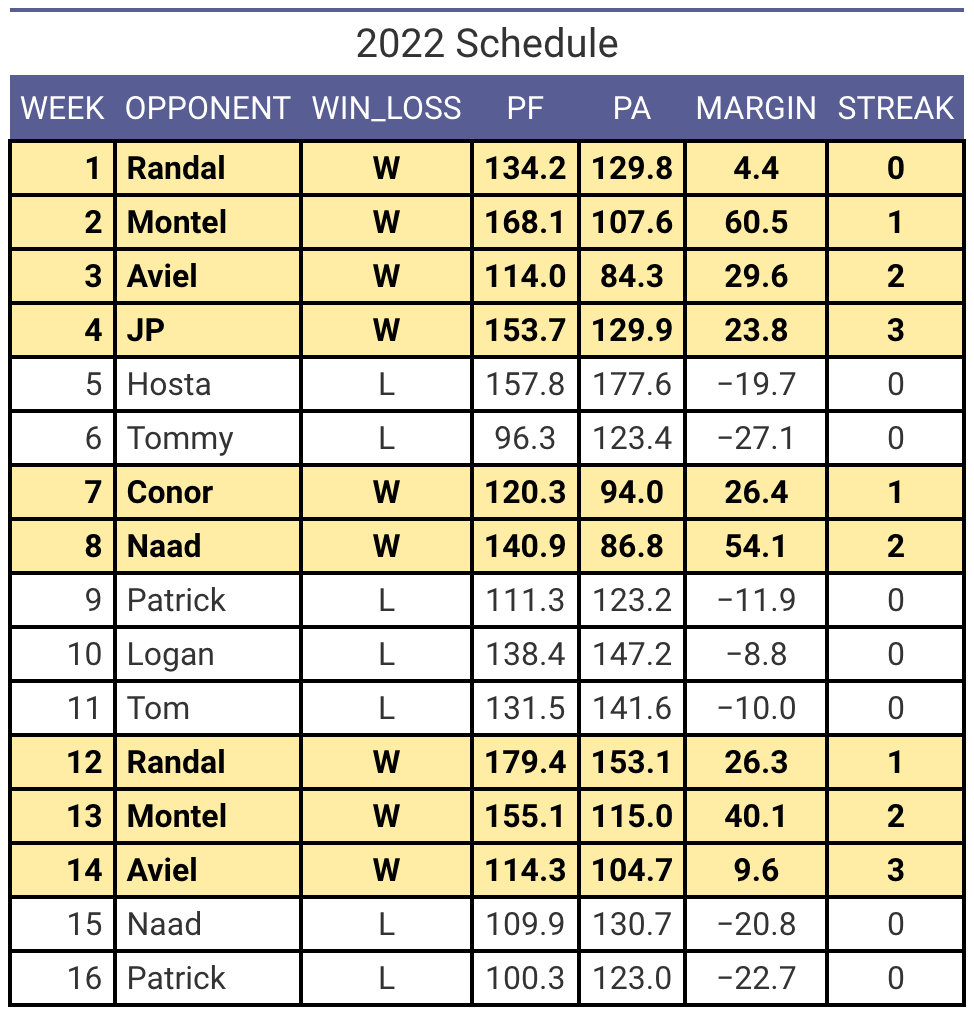 2022 Schedule
WEEK OPPONENT WIN_LOSS PF PA MARGIN STREAK
1 Randal W 134.2 129.8 4.4 0
2 Montel W 168.1 107.6 60.5 1
3 Aviel W 114.0 84.3 29.6 2
4 JP W 153.7 129.9 23.8 3
5 Hosta L 157.8 177.6 −19.7 0
6 Tommy L 96.3 123.4 −27.1 0
7 Conor W 120.3 94.0 26.4 1
8 Naad W 140.9 86.8 54.1 2
9 Patrick L 111.3 123.2 −11.9 0
10 Logan L 138.4 147.2 −8.8 0
11 Tom L 131.5 141.6 −10.0 0
12 Randal W 179.4 153.1 26.3 1
13 Montel W 155.1 115.0 40.1 2
14 Aviel W 114.3 104.7 9.6 3
15 Naad L 109.9 130.7 −20.8 0
16 Patrick L 100.3 123.0 −22.7 0